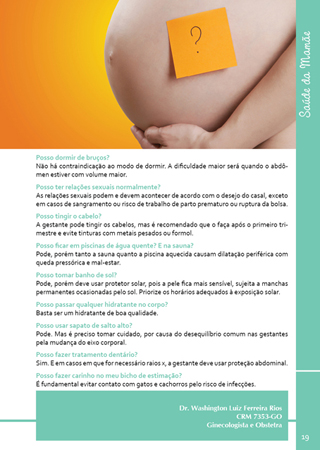 ?
Saúde da Mamãe
Posso dormir de bruços?
Não há contraindicação ao modo de dormir. A dificuldade maior será quando o abdô-
men estiver com volume maior.
Posso ter relações sexuais normalmente?
As relações sexuais podem e devem acontecer de acordo com o desejo do casal, exceto
em casos de sangramento ou risco de trabalho de parto prematuro ou ruptura da bolsa.
Posso tingir o cabelo?
A gestante pode tingir os cabelos, mas é recomendado que o faça após o primeiro tri-
mestre e evite tinturas com metais pesados ou formol.
Posso ficar em piscinas de água quente? E na sauna?
Pode, porém tanto a sauna quanto a piscina aquecida causam dilatação periférica com
queda pressórica e mal-estar.
Posso tomar banho de sol?
Pode, porém deve usar protetor solar, pois a pele fica mais sensível, sujeita a manchas
permanentes ocasionadas pelo sol. Priorize os horários adequados à exposição solar.
Posso passar qualquer hidratante no corpo?
Basta ser um hidratante de boa qualidade.
Posso usar sapato de salto alto?
Pode. Mas é preciso tomar cuidado, por causa do desequilíbrio comum nas gestantes
pela mudança do eixo corporal.
Posso fazer tratamento dentário?
Sim. E em casos em que for necessário raios x, a gestante deve usar proteção abdominal.
Posso fazer carinho no meu bicho de estimação?
É fundamental evitar contato com gatos e cachorros pelo risco de infecções.
Dr. Washington Luiz Ferreira Rios
CRM 7353-GO
Ginecologista e Obstetra
19